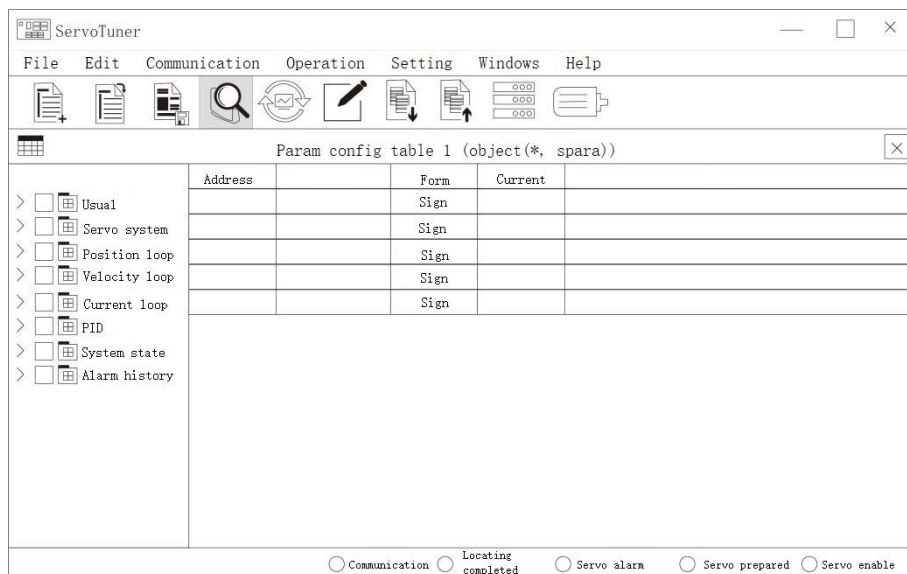 ServoTuner
File Edit Communication Operation Setting Windows Help
Param config table 1 (object(*, spara))
Address Form Current
Usual Sign
Servo system Sign
Position loop Sign
Velocity loop Sign
Current loop Sign
PID
System state
Alarm history
Communication Locating completed Servo alarm Servo prepared Servo enable